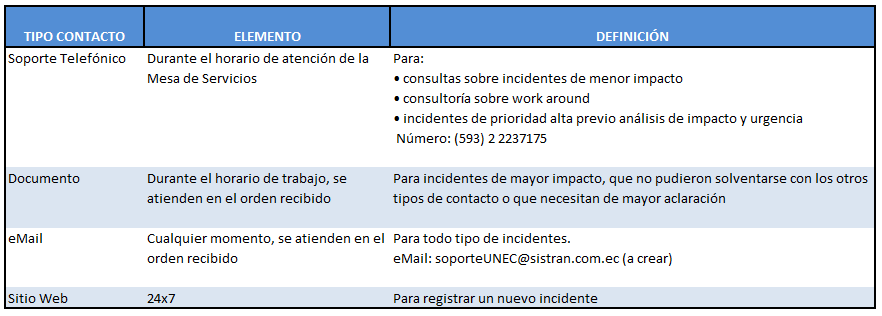 TIPO CONTACTO ELEMENTO DEFINICIÓN
Soporte Telefónico Durante el horario de atención de la Para:
Mesa de Servicios • consultas sobre incidentes de menor impacto
• consultoría sobre work around
• incidentes de prioridad alta previo análisis de impacto y urgencia
Número: (593) 2 2237175
Documento Durante el horario de trabajo, se Para incidentes de mayor impacto, que no pudieron solventarse con los otros
atienden en el orden recibido tipos de contacto o que necesitan de mayor aclaración
eMail Cualquier momento, se atienden en el Para todo tipo de incidentes.
orden recibido eMail: soporteUNEC@sistran.com.ec (a crear)
Sitio Web 24x7 Para registrar un nuevo incidente